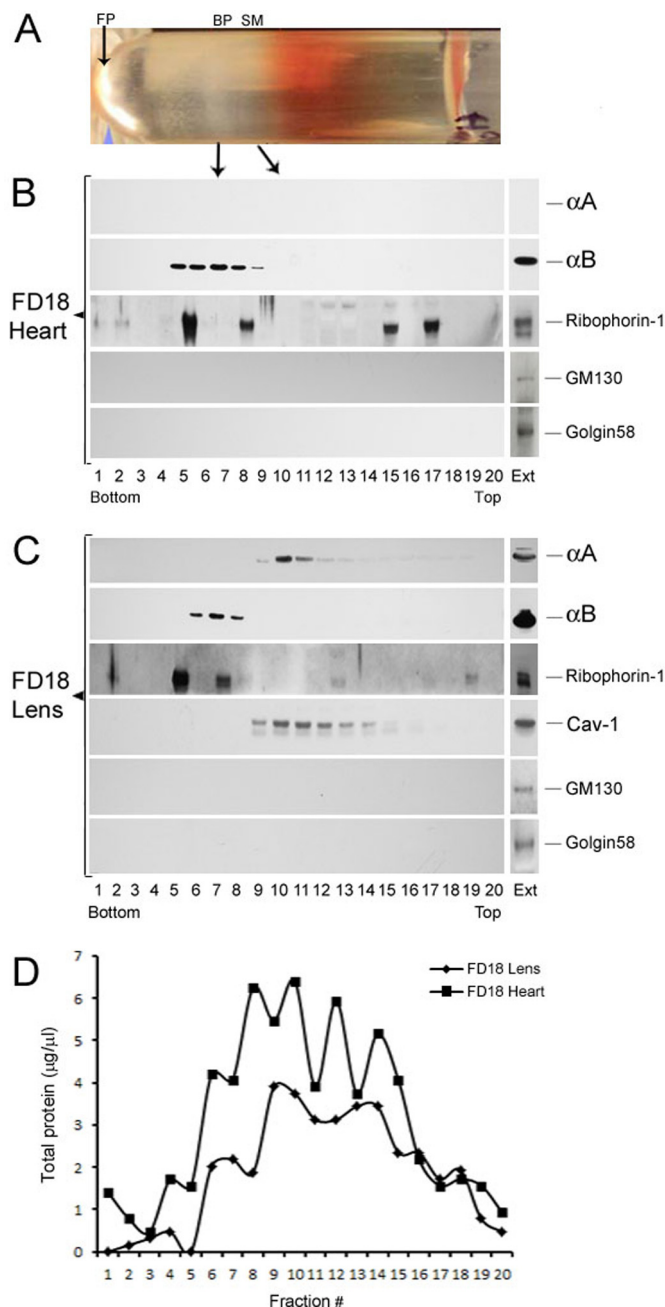 A
FP
BP SM
B
FD18
Heart
αA
αB
Ribophorin-1
GM130
Golgin58
1 2 3 4 5 6 7 8 9 10 11 12 13 14 15 16 17 18 19 20 Ext
Bottom Top
C
FD18
Lens
αA
αB
Ribophorin-1
Cav-1
GM130
Golgin58
1 2 3 4 5 6 7 8 9 10 11 12 13 14 15 16 17 18 19 20 Ext
Bottom Top
D
FD18 Lens
FD18 Heart
Total protein (µg/µl)
7
6
5
4
3
2
1
0
1 2 3 4 5 6 7 8 9 10 11 12 13 14 15 16 17 18 19 20
Fraction #